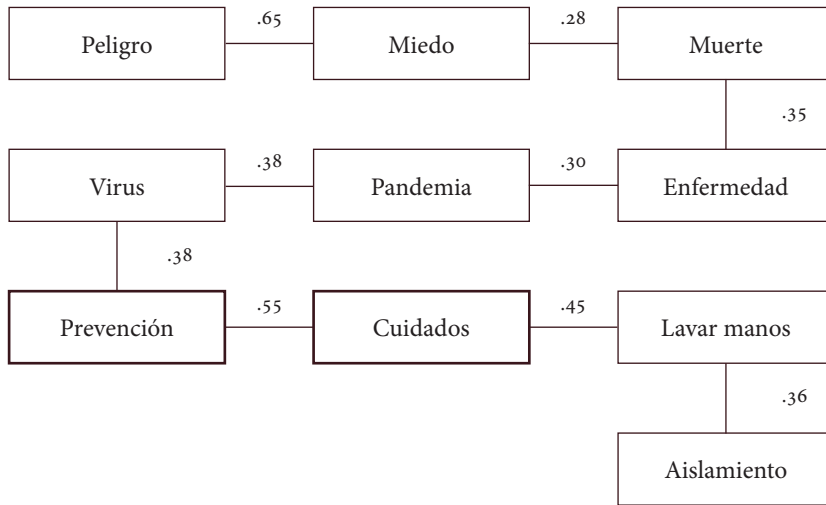 .65
.28
Peligro
Miedo
Muerte
.35
.38
.30
Virus
Pandemia
Enfermedad
.38
.55
.45
Prevención
Cuidados
Lavar manos
.36
Aislamiento